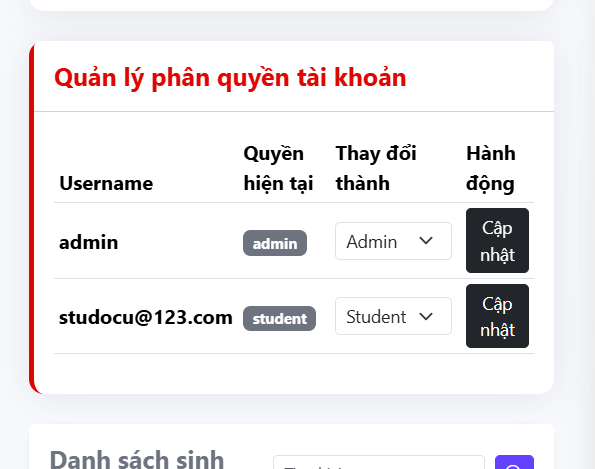 Quản lý phân quyền tài khoản
Username
Quyền hiện tại
Thay đổi thành
Hành động
admin
admin
Admin
Cập nhật
studocu@123.com
student
Student
Cập nhật
Danh sách sinh